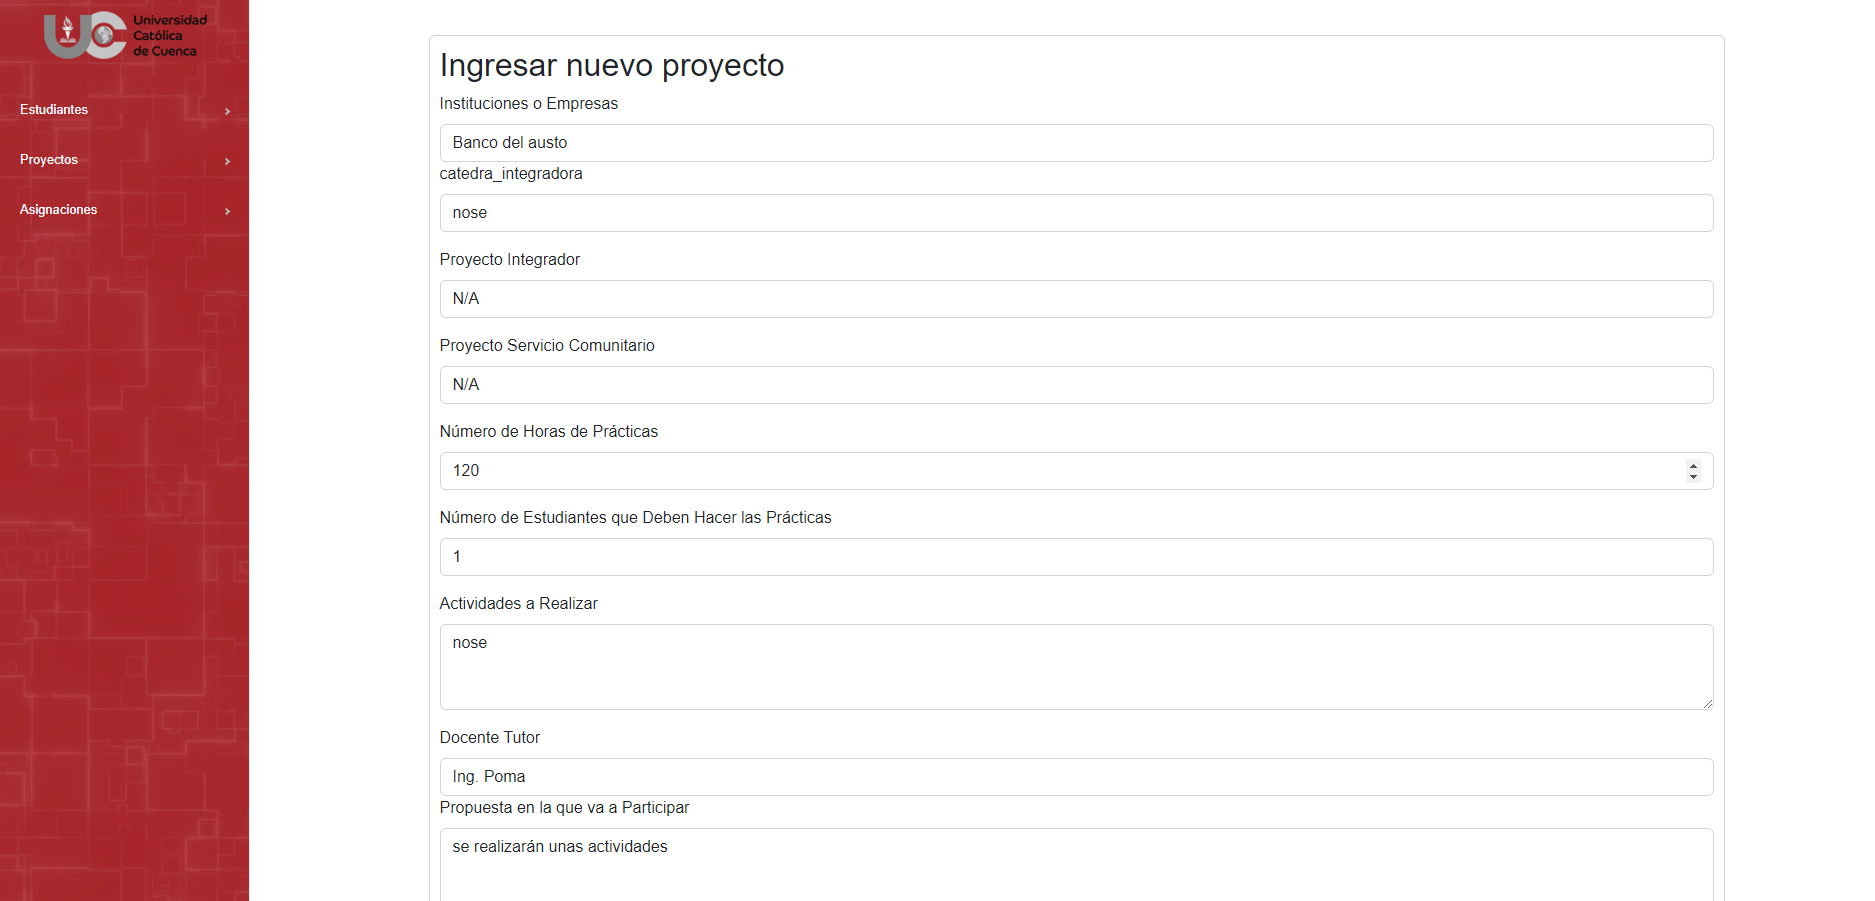 Universidad
Católica
de Cuenca
Estudiantes
Proyectos
Asignaciones
Ingresar nuevo proyecto
Instituciones o Empresas
Banco del austo
catedra_integradora
nose
Proyecto Integrador
N/A
Proyecto Servicio Comunitario
N/A
Número de Horas de Prácticas
120
Número de Estudiantes que Deben Hacer las Prácticas
1
Actividades a Realizar
nose
Docente Tutor
Ing. Poma
Propuesta en la que va a Participar
se realizarán unas actividades